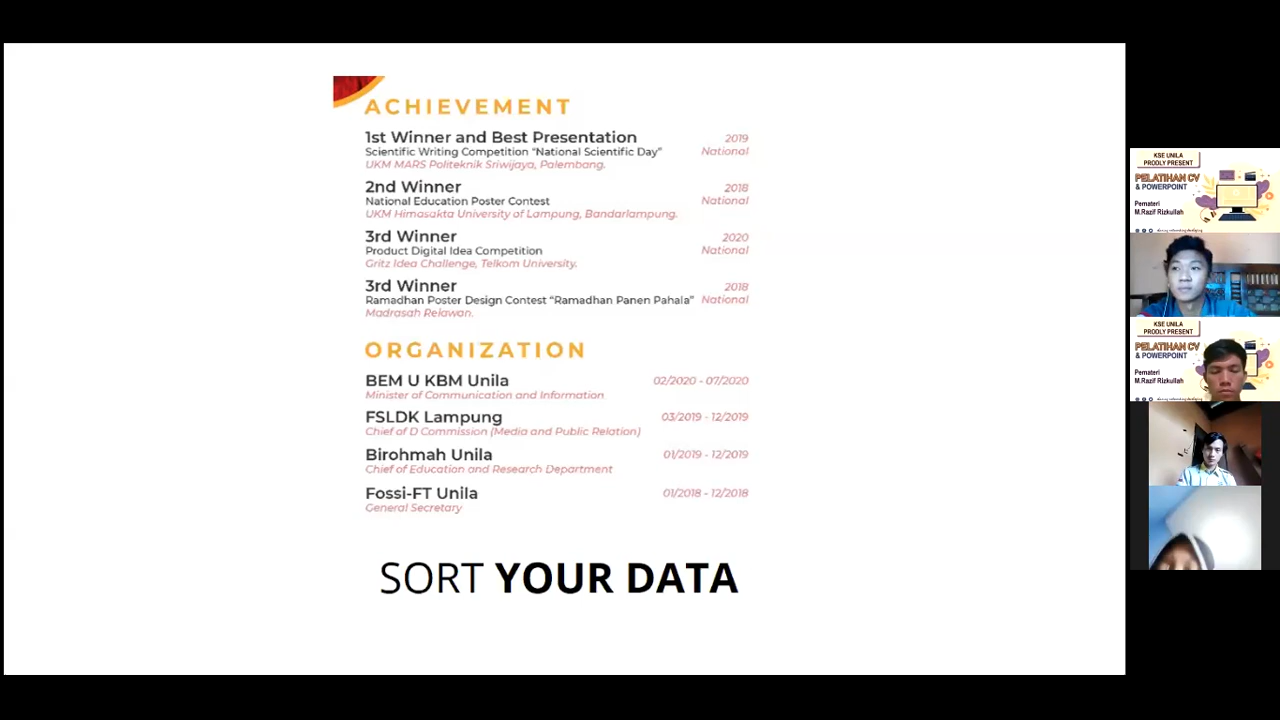 ACHIEVEMENT
1st Winner and Best Presentation 2019
Scientific Writing Competition “National Scientific Day” National
UKM MARS Politeknik Sriwijaya, Palembang.
2nd Winner 2018
National Education Poster Contest National
UKM Himasakta University of Lampung, Bandarlampung.
3rd Winner 2020
Product Digital Idea Competition National
Gritz Idea Challenge, Telkom University.
3rd Winner 2018
Ramadhan Poster Design Contest “Ramadhan Panen Pahala” National
Madrasah Relawan.
ORGANIZATION
BEM U KBM Unila 02/2020 - 07/2020
Minister of Communication and Information
FSLDK Lampung 03/2019 - 12/2019
Chief of D Commission (Media and Public Relation)
Birohmah Unila 01/2019 - 12/2019
Chief of Education and Research Department
Fossi-FT Unila 01/2018 - 12/2018
General Secretary
SORT YOUR DATA
KSE UNILA
PRODLY PRESENT
PELATIHAN CV
& POWERPOINT
Pemateri
M.Razif Rizkullah
KSE UNILA
PRODLY PRESENT
PELATIHAN CV
& POWERPOINT
Pemateri
M.Razif Rizkullah